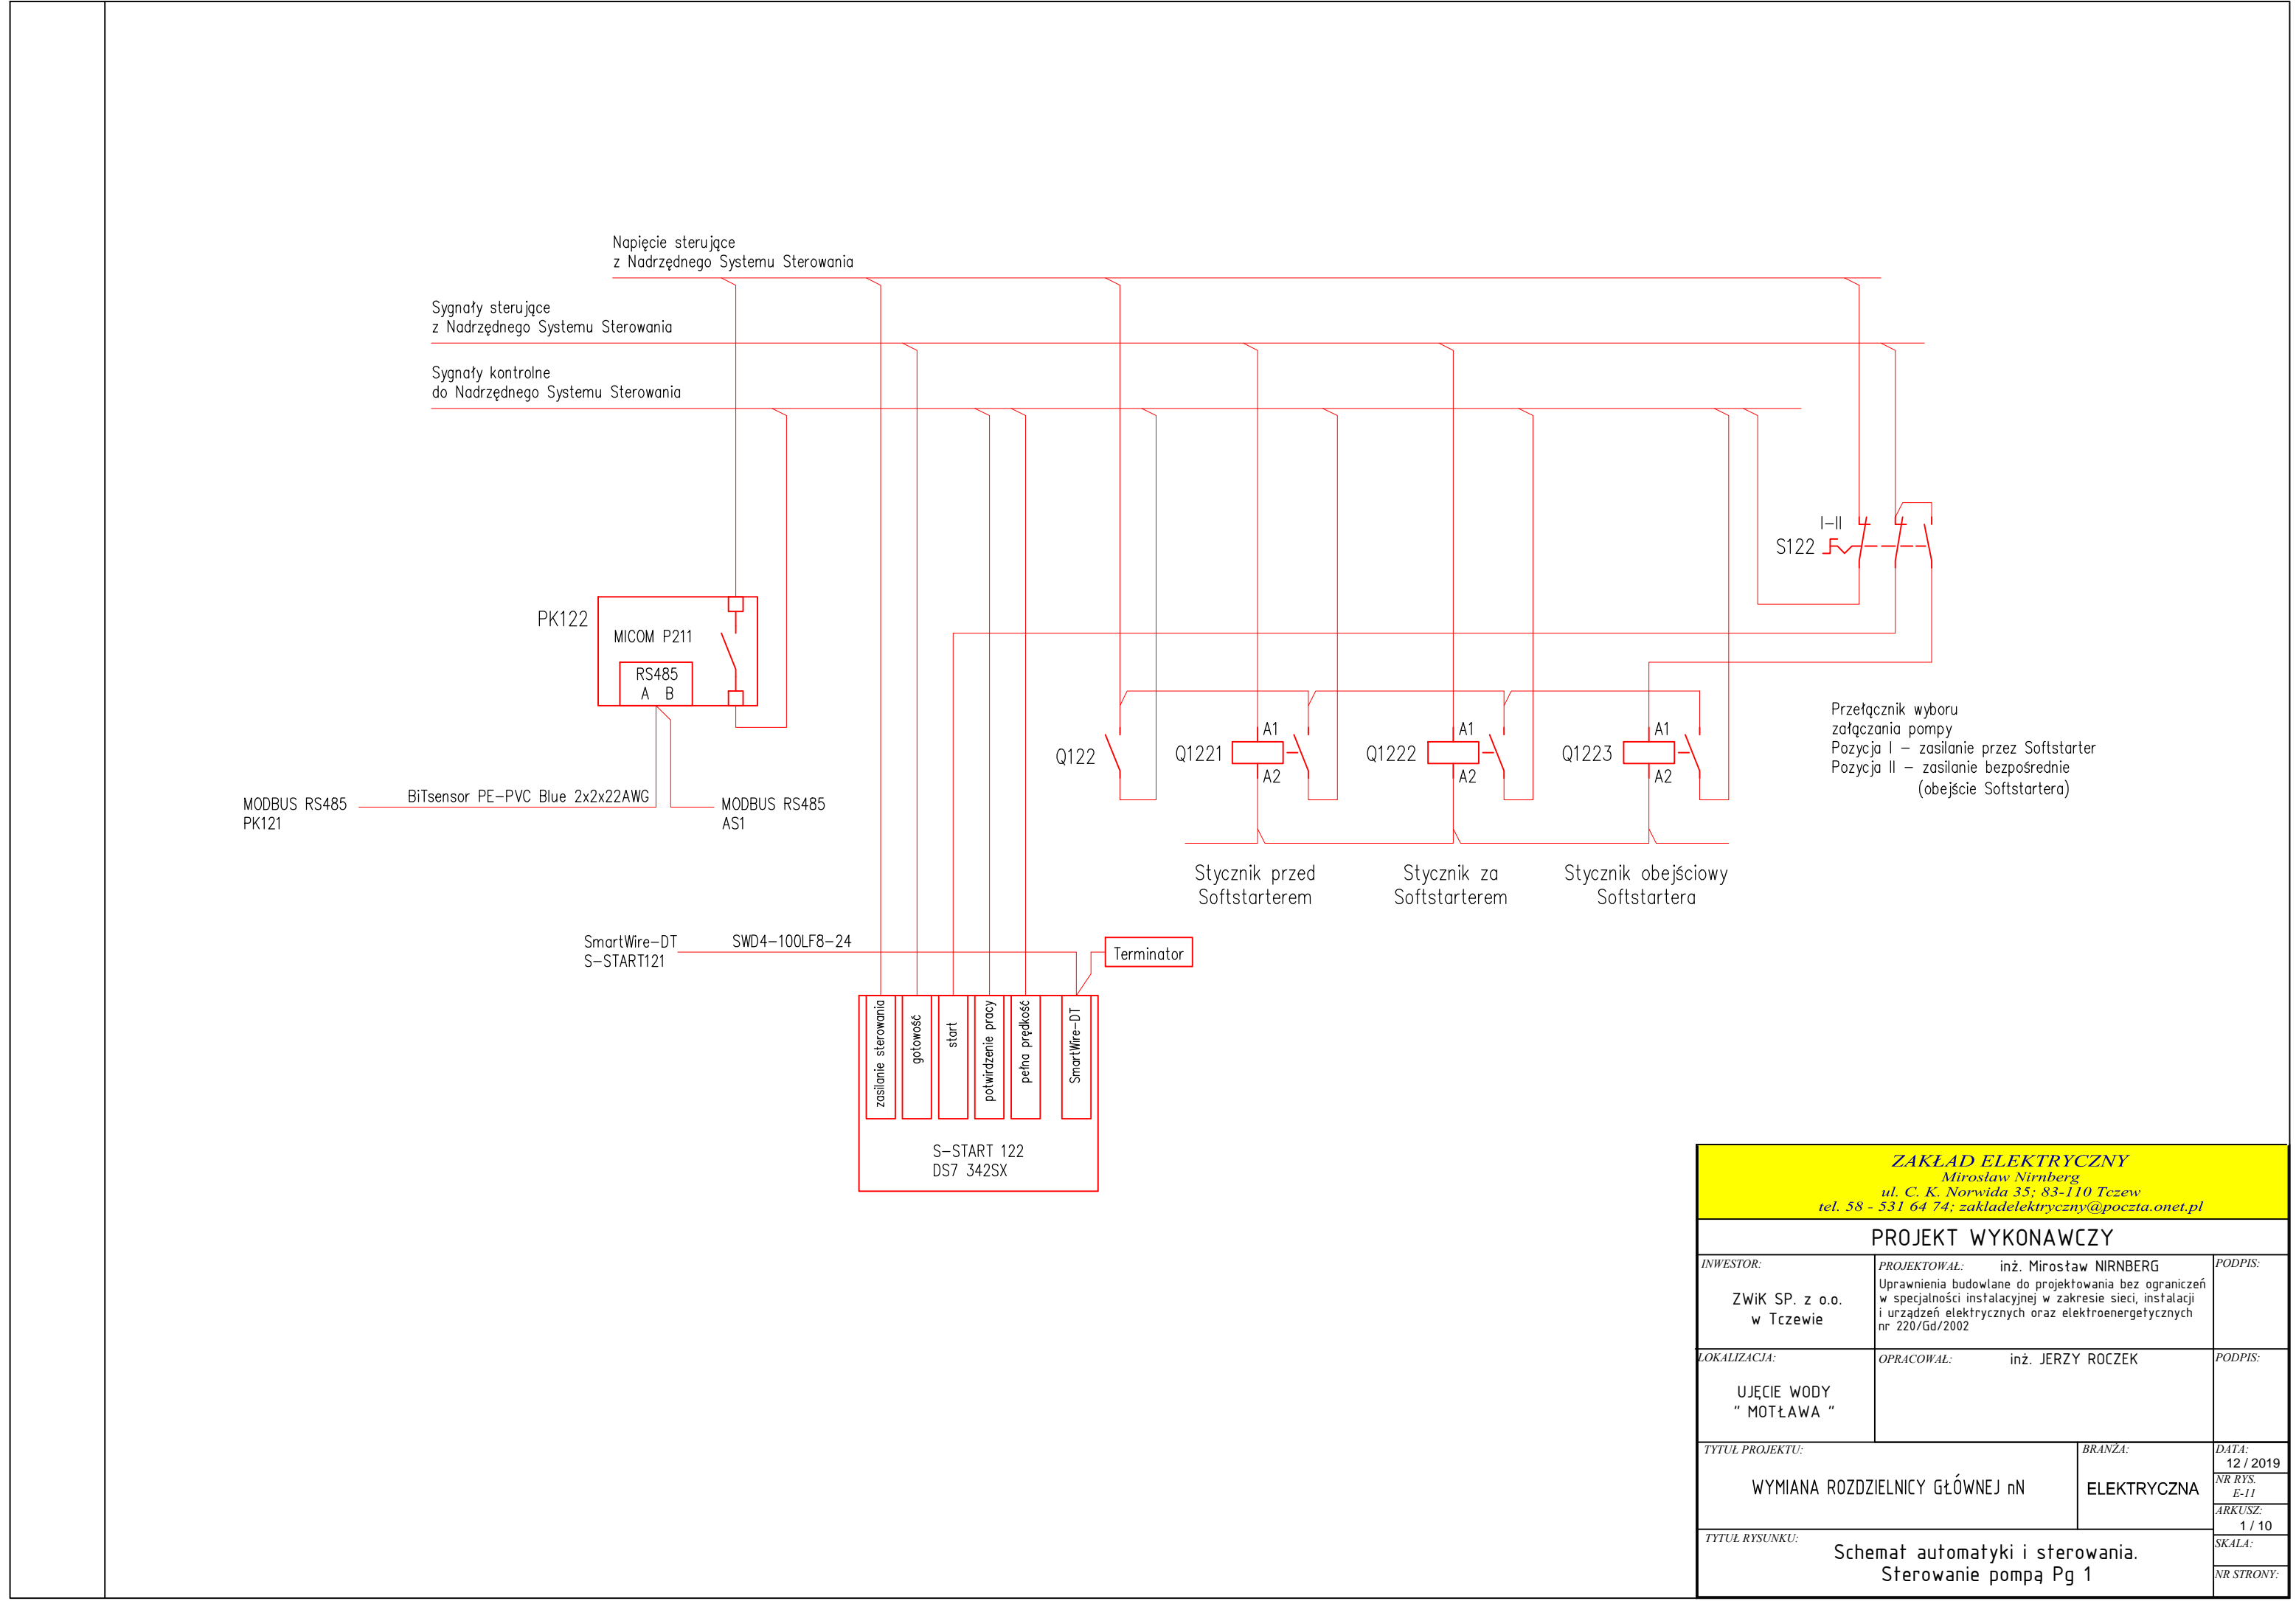 Napięcie sterujące
z Nadrzędnego Systemu Sterowania
Sygnały sterujące
z Nadrzędnego Systemu Sterowania
Sygnały kontrolne
do Nadrzędnego Systemu Sterowania
I-II
S122
PK122
MICOM P211
RS485
A B
Przełącznik wyboru
załączania pompy
Pozycja I – zasilanie przez Softstarter
Pozycja II – zasilanie bezpośrednie
(obejście Softstartera)
Q122
Q1221
A1
A2
Q1222
A1
A2
Q1223
A1
A2
MODBUS RS485
PK121
BiTsensor PE-PVC Blue 2x2x22AWG
MODBUS RS485
AS1
Stycznik przed
Softstarterem
Stycznik za
Softstarterem
Stycznik obejściowy
Softstartera
SmartWire-DT
S-START121
SWD4-100LF8-24
Terminator
zasilanie sterowania
gotowość
start
potwirdzenie pracy
pełna prędkość
SmartWire-DT
S-START 122
DS7 342SX
ZAKŁAD ELEKTRYCZNY
Mirosław Nirnberg
ul. C. K. Norwida 35; 83-110 Tczew
tel. 58 - 531 64 74; zakladelektryczny@poczta.onet.pl
PROJEKT WYKONAWCZY
INWESTOR:
ZWiK SP. z o.o.
w Tczewie
PROJEKTOWAŁ: inż. Mirosław NIRNBERG
Uprawnienia budowlane do projektowania bez ograniczeń
w specjalności instalacyjnej w zakresie sieci, instalacji
i urządzeń elektrycznych oraz elektroenergetycznych
nr 220/Gd/2002
PODPIS:
LOKALIZACJA:
UJĘCIE WODY
" MOTŁAWA "
OPRACOWAŁ: inż. JERZY ROCZEK
PODPIS:
TYTUŁ PROJEKTU:
WYMIANA ROZDZIELNICY GŁÓWNEJ nN
BRANŻA:
ELEKTRYCZNA
DATA:
12 / 2019
NR RYS.
E-11
ARKUSZ:
1 / 10
TYTUŁ RYSUNKU:
Schemat automatyki i sterowania.
Sterowanie pompą Pg 1
SKALA:
NR STRONY: